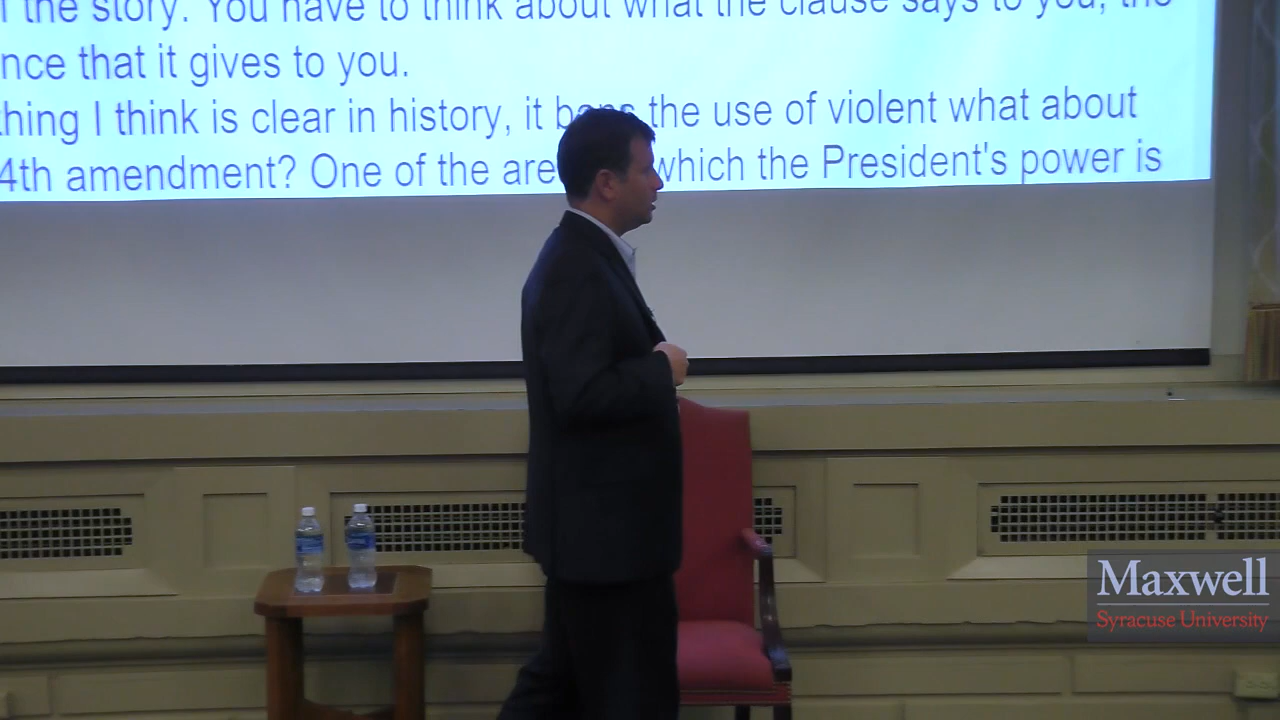 the story. You have to think about what the clause says to you, the
nce that it gives to you.
thing I think is clear in history, it bans the use of violent what about
4th amendment? One of the are which the President's power is
Maxwell
Syracuse University